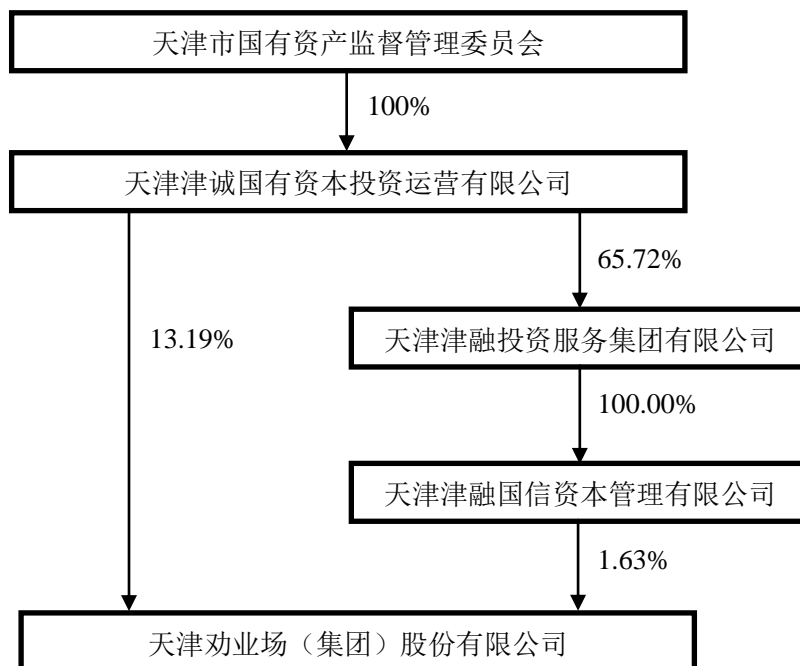 天津市国有资产监督管理委员会
100%
天津津诚国有资本投资运营有限公司
65.72%
13.19%
天津津融投资服务集团有限公司
100.00%
天津津融国信资本管理有限公司
1.63%
天津劝业场（集团）股份有限公司